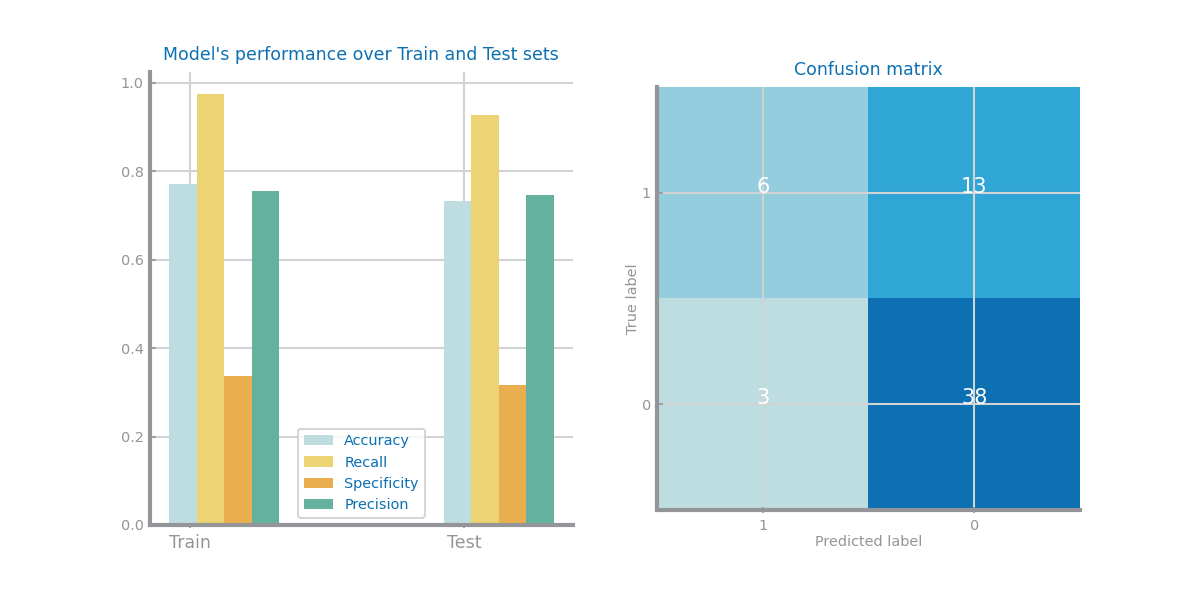 Model's performance over Train and Test sets
1.0
0.8
0.6
0.4
0.2
0.0
Accuracy
Recall
Specificity
Precision
Train
Test
Confusion matrix
True label
1
0
6
13
3
38
1
0
Predicted label